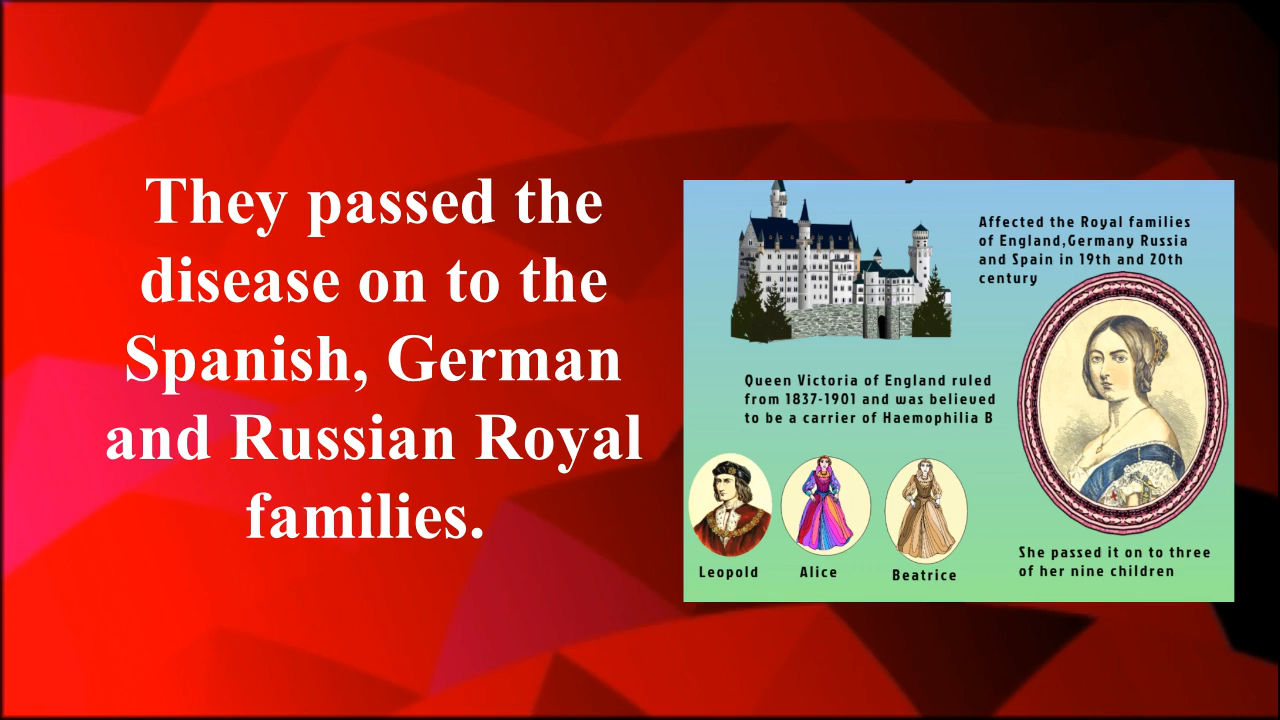 They passed the
disease on to the
Spanish, German
and Russian Royal
families.
Affected the Royal families
of England,Germany Russia
and Spain in 19th and 20th
century
Queen Victoria of England ruled
from 1837-1901 and was believed
to be a carrier of Haemophilia B
Leopold
Alice
Beatrice
She passed it on to three
of her nine children